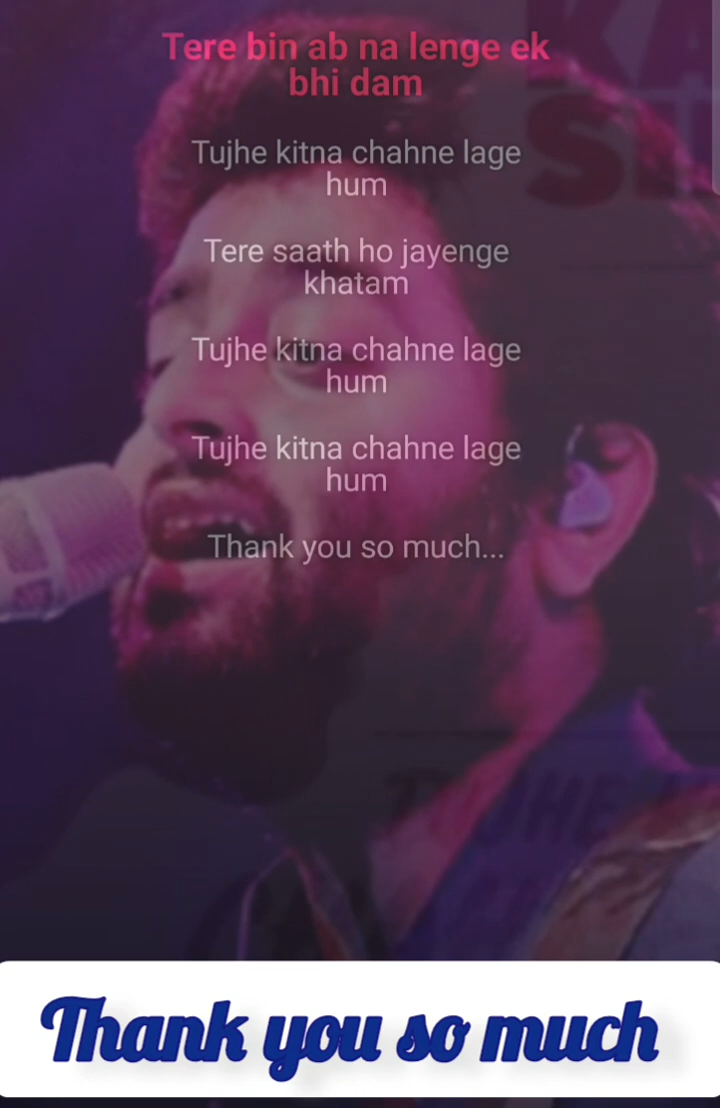 Tere bin ab na lenge ek
bhi dam
Tujhe kitna chahne lage
hum
Tere saath ho jayenge
khatam
Tujhe kitna chahne lage
hum
Tujhe kitna chahne lage
hum
Thank you so much...
Thank you so much